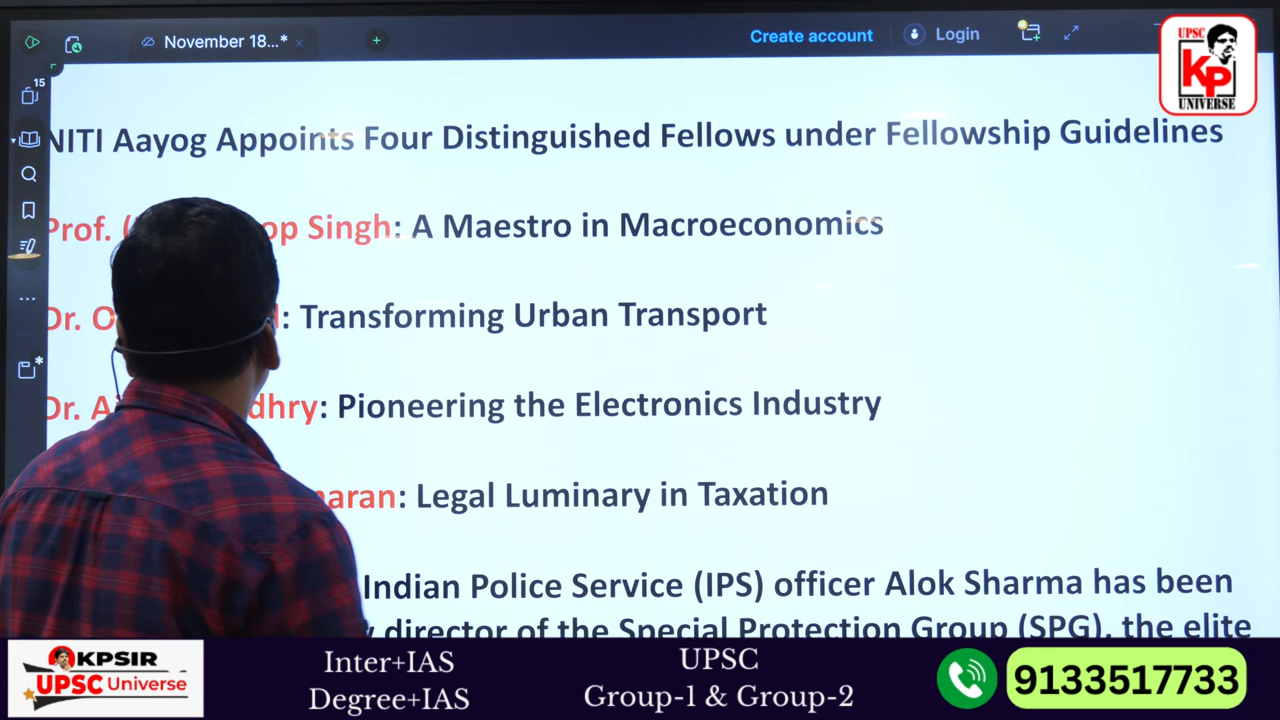 November 18...*
Create account
Login
15
UPSC
KP
UNIVERSE
NITI Aayog Appoints Four Distinguished Fellows under Fellowship Guidelines
Prof. ( op Singh: A Maestro in Macroeconomics
Dr. O : Transforming Urban Transport
Dr. A dhry: Pioneering the Electronics Industry
haran: Legal Luminary in Taxation
Indian Police Service (IPS) officer Alok Sharma has been
director of the Special Protection Group (SPG), the elite
KPSIR
UPSC Universe
Inter+IAS
Degree+IAS
UPSC
Group-1 & Group-2
9133517733